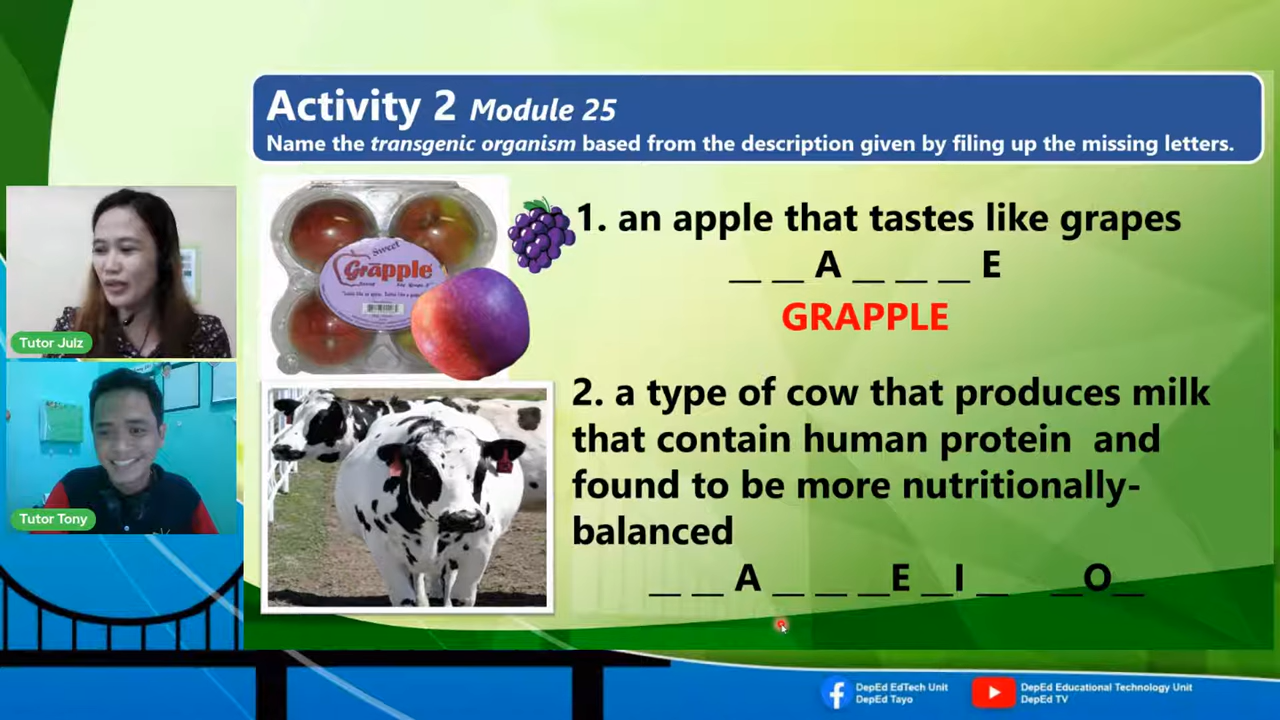 Activity 2 Module 25
Name the transgenic organism based from the description given by filing up the missing letters.
Sweet
Grapple
1. an apple that tastes like grapes
__ __ A __ __ __ E
GRAPPLE
2. a type of cow that produces milk
that contain human protein and
found to be more nutritionally-
balanced
__ __ A __ __ __E __I __ __O__
Tutor Julz
Tutor Tony
DepEd EdTech Unit
DepEd Tayo
DepEd Educational Technology Unit
DepEd TV